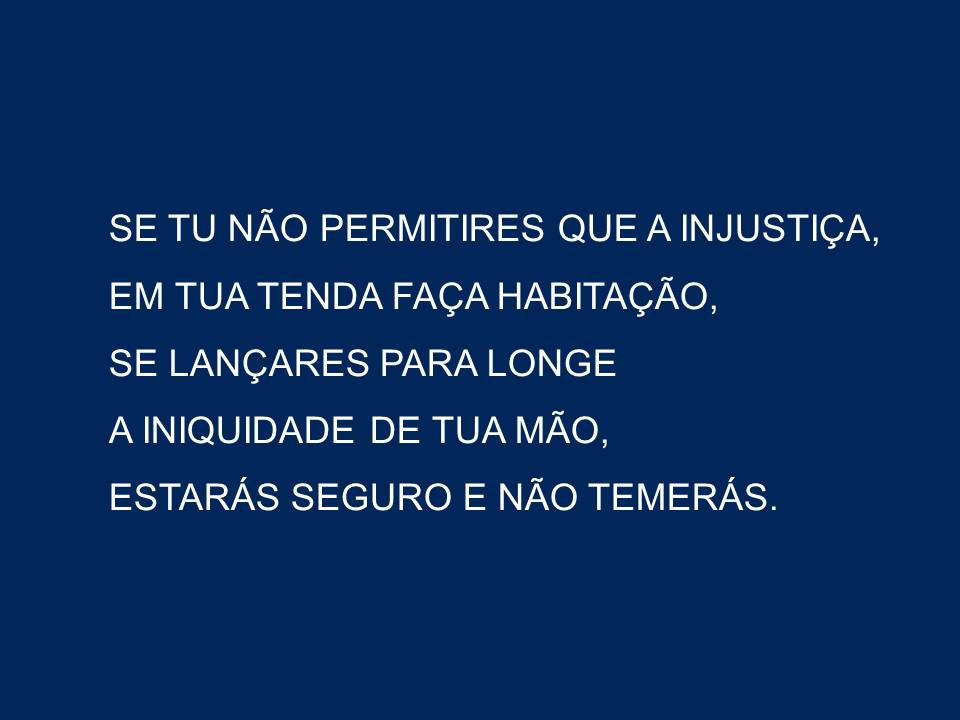 SE TU NÃO PERMITIRES QUE A INJUSTIÇA,
EM TUA TENDA FAÇA HABITAÇÃO,
SE LANÇARES PARA LONGE
A INIQUIDADE DE TUA MÃO,
ESTARÁS SEGURO E NÃO TEMERÁS.